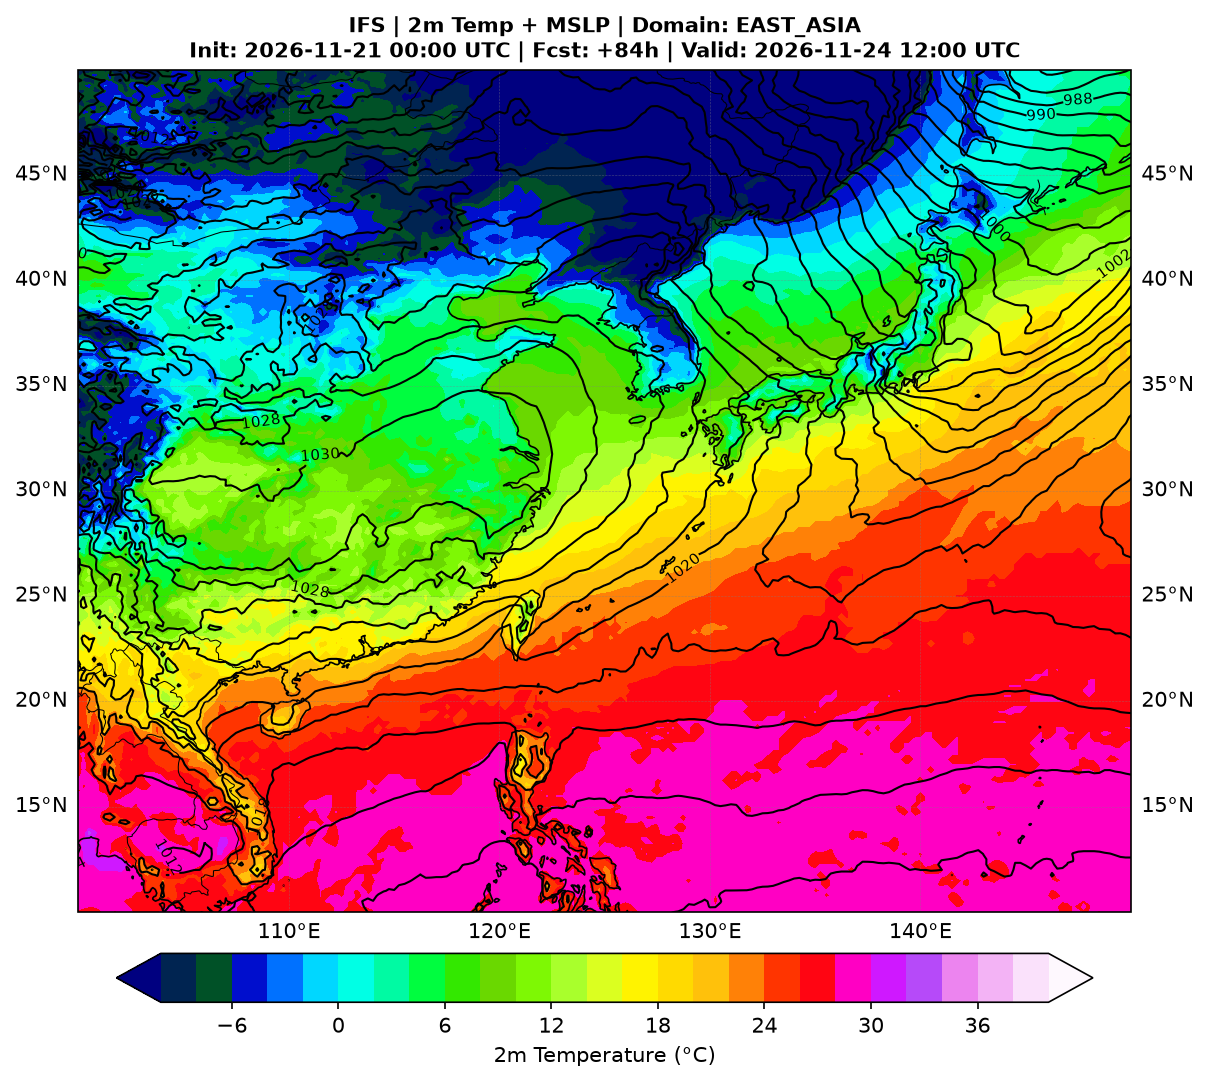 IFS | 2m Temp + MSLP | Domain: EAST_ASIA
Init: 2026-11-21 00:00 UTC | Fcst: +84h | Valid: 2026-11-24 12:00 UTC
988
990
45°N
45°N
1000
1002
40°N
40°N
35°N
35°N
1028
1030
30°N
30°N
1020
1028
25°N
25°N
20°N
20°N
15°N
15°N
1012
110°E
120°E
130°E
140°E
−6
0
6
12
18
24
30
36
2m Temperature (°C)